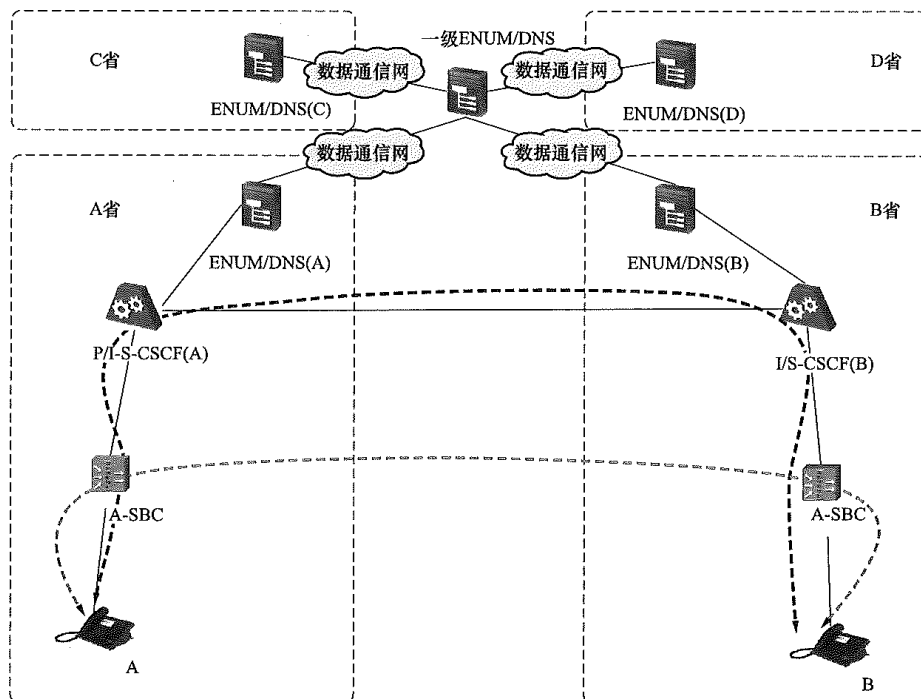 一级ENUM/DNS
C省
数据通信网
数据通信网
D省
ENUM/DNS(C)
ENUM/DNS(D)
数据通信网
数据通信网
A省
B省
ENUM/DNS(A)
ENUM/DNS(B)
P/I-S-CSCF(A)
I/S-CSCF(B)
A-SBC
A-SBC
A
B